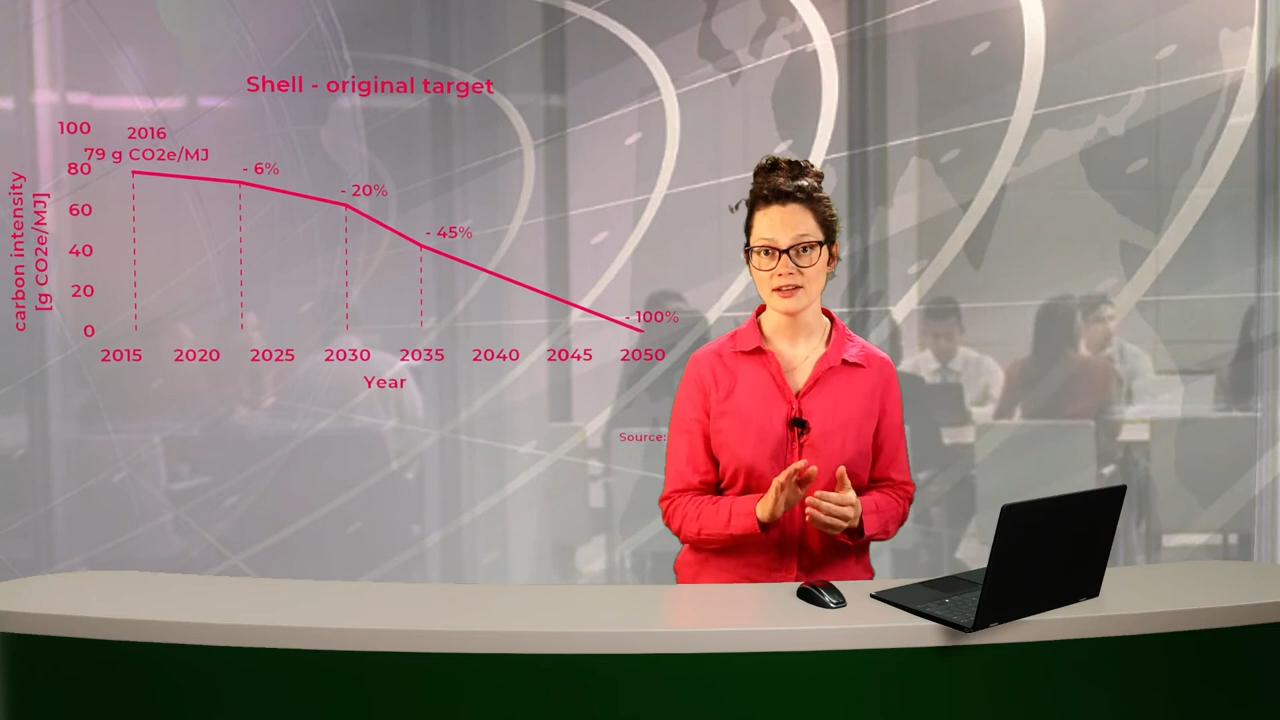 Shell - original target
100
2016
79 g CO2e/MJ
80
- 6%
- 20%
60
- 45%
40
20
- 100%
0
carbon intensity
[g CO2e/MJ]
2015 2020 2025 2030 2035 2040 2045 2050
Year
Source: